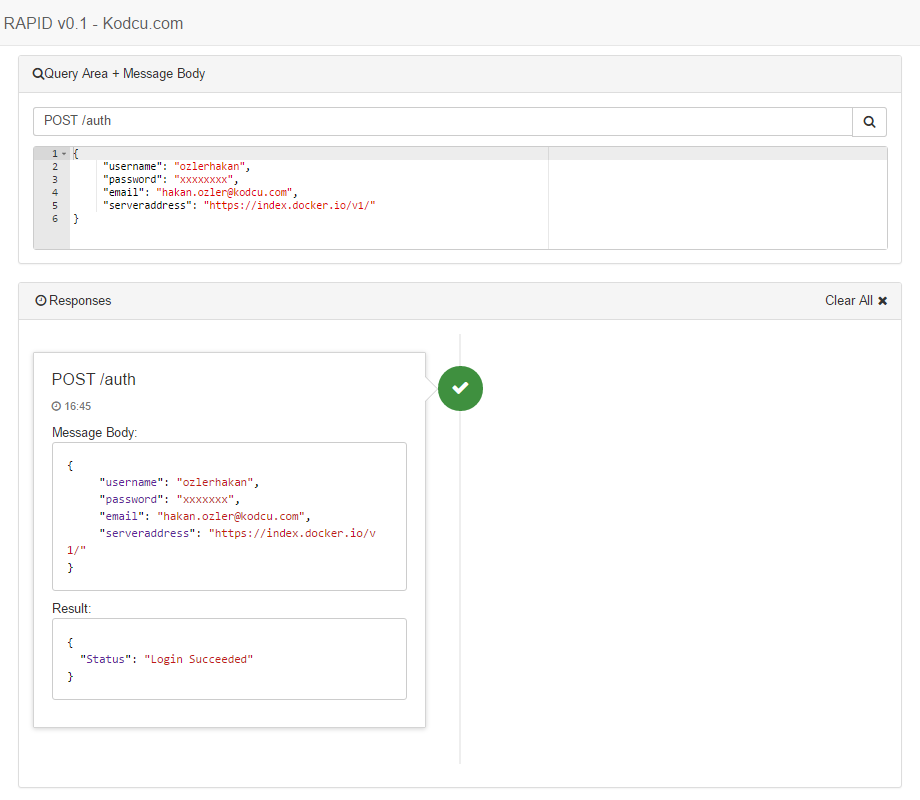 RAPID v0.1 - Kodcu.com
Query Area + Message Body
POST /auth
1 {
2 "username": "ozlerhakan",
3 "password": "xxxxxxxx",
4 "email": "hakan.ozler@kodcu.com",
5 "serveraddress": "https://index.docker.io/v1/"
6 }
Responses
Clear All
POST /auth
16:45
Message Body:
{
"username": "ozlerhakan",
"password": "xxxxxxx",
"email": "hakan.ozler@kodcu.com",
"serveraddress": "https://index.docker.io/v
1/"
}
Result:
{
"Status": "Login Succeeded"
}